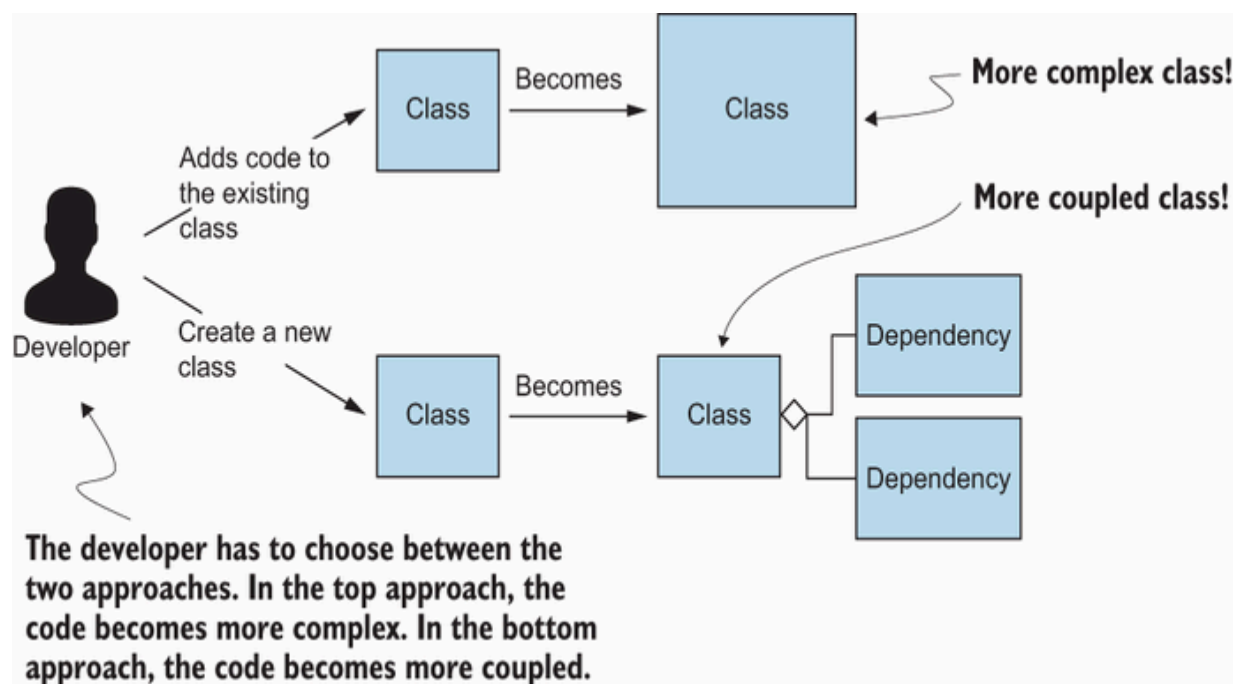 Class
Becomes
Class
More complex class!
Adds code to
the existing
class
More coupled class!
Developer
Create a new
class
Class
Becomes
Class
Dependency
Dependency
The developer has to choose between the
two approaches. In the top approach, the
code becomes more complex. In the bottom
approach, the code becomes more coupled.